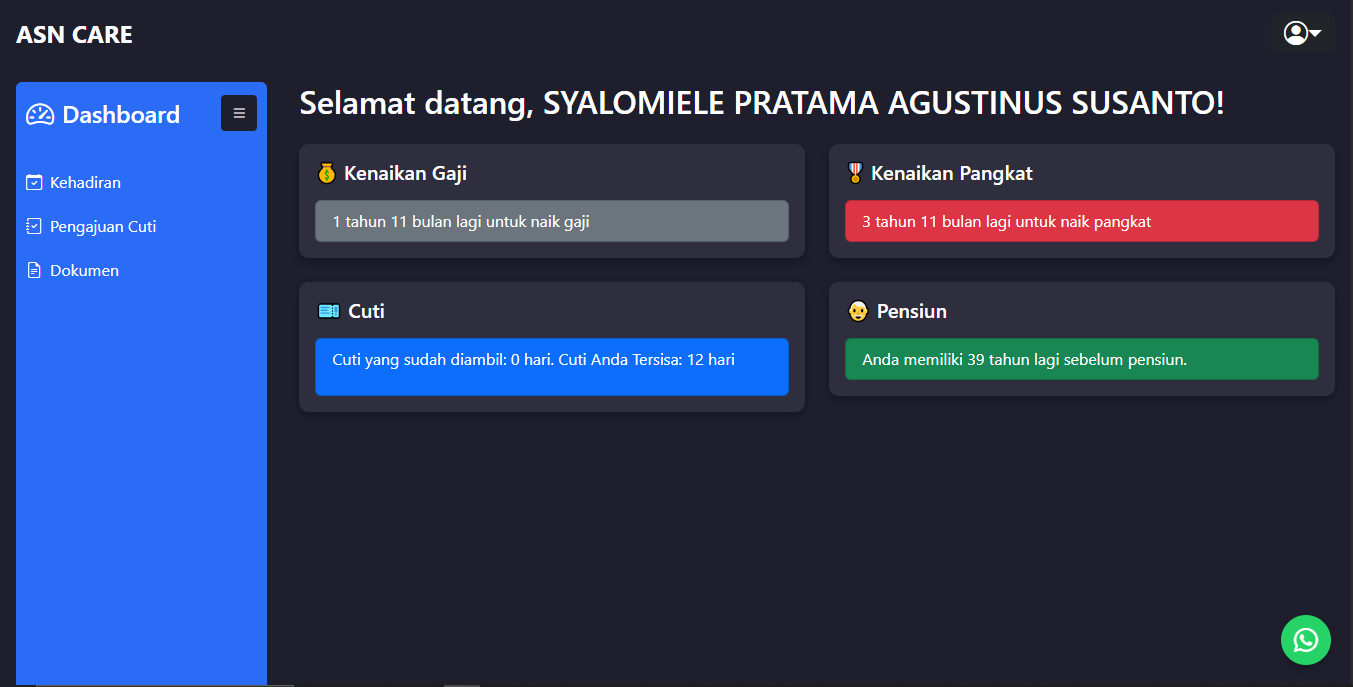 ASN CARE
Dashboard
Kehadiran
Pengajuan Cuti
Dokumen
Selamat datang, SYALOMIELE PRATAMA AGUSTINUS SUSANTO!
Kenaikan Gaji
1 tahun 11 bulan lagi untuk naik gaji
Kenaikan Pangkat
3 tahun 11 bulan lagi untuk naik pangkat
Cuti
Cuti yang sudah diambil: 0 hari. Cuti Anda Tersisa: 12 hari
Pensiun
Anda memiliki 39 tahun lagi sebelum pensiun.